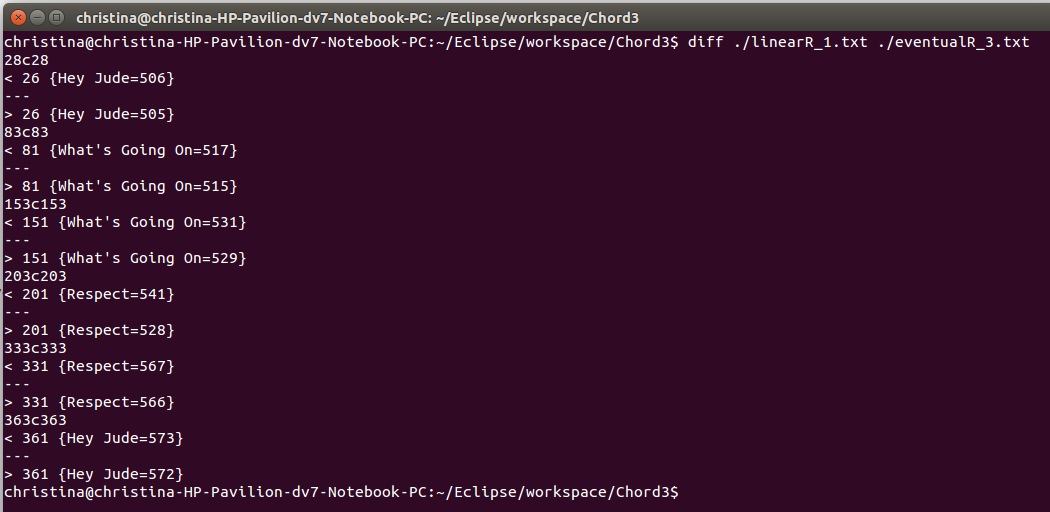 christina@christina-HP-Pavilion-dv7-Notebook-PC: ~/Eclipse/workspace/Chord3
christina@christina-HP-Pavilion-dv7-Notebook-PC:~/Eclipse/workspace/Chord3$ diff ./linearR_1.txt ./eventualR_3.txt
28c28
< 26 {Hey Jude=506}
---
> 26 {Hey Jude=505}
83c83
< 81 {What's Going On=517}
---
> 81 {What's Going On=515}
153c153
< 151 {What's Going On=531}
---
> 151 {What's Going On=529}
203c203
< 201 {Respect=541}
---
> 201 {Respect=528}
333c333
< 331 {Respect=567}
---
> 331 {Respect=566}
363c363
< 361 {Hey Jude=573}
---
> 361 {Hey Jude=572}
christina@christina-HP-Pavilion-dv7-Notebook-PC:~/Eclipse/workspace/Chord3$